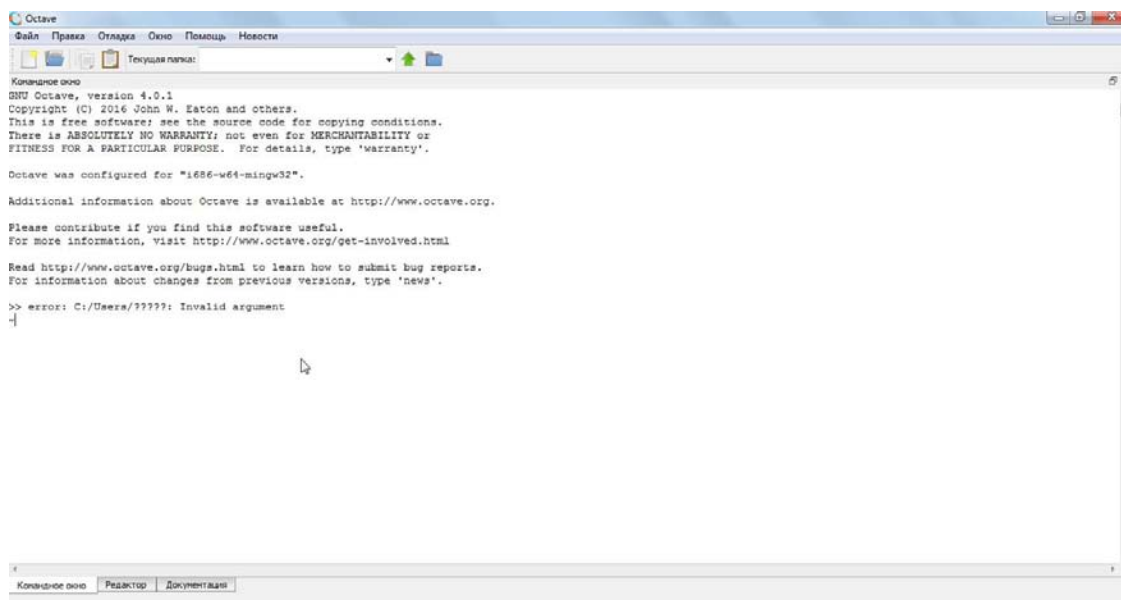 Octave
Файл Правка Отладка Окно Помощь Новости
Текущая папка:
Командное окно
GNU Octave, version 4.0.1
Copyright (C) 2016 John W. Eaton and others.
This is free software; see the source code for copying conditions.
There is ABSOLUTELY NO WARRANTY; not even for MERCHANTABILITY or
FITNESS FOR A PARTICULAR PURPOSE.  For details, type 'warranty'.
Octave was configured for "i686-w64-mingw32".
Additional information about Octave is available at http://www.octave.org.
Please contribute if you find this software useful.
For more information, visit http://www.octave.org/get-involved.html
Read http://www.octave.org/bugs.html to learn how to submit bug reports.
For information about changes from previous versions, type 'news'.
>> error: C:/Users/?????: Invalid argument
Командное окно Редактор Документация